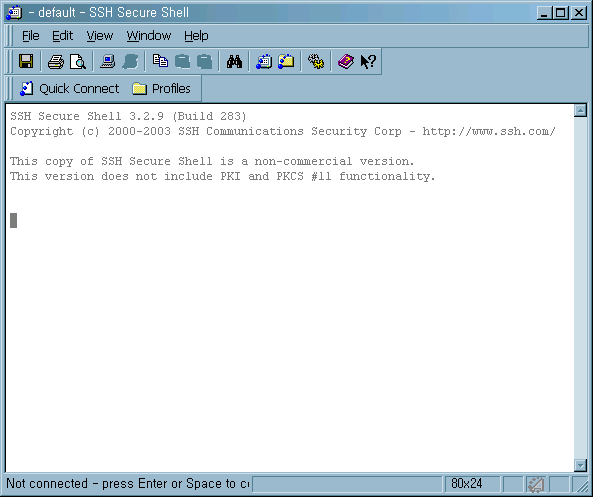 - default - SSH Secure Shell
File Edit View Window Help
Quick Connect Profiles
SSH Secure Shell 3.2.9 (Build 283)
Copyright (c) 2000-2003 SSH Communications Security Corp - http://www.ssh.com/
This copy of SSH Secure Shell is a non-commercial version.
This version does not include PKI and PKCS #11 functionality.
Not connected - press Enter or Space to c 80x24